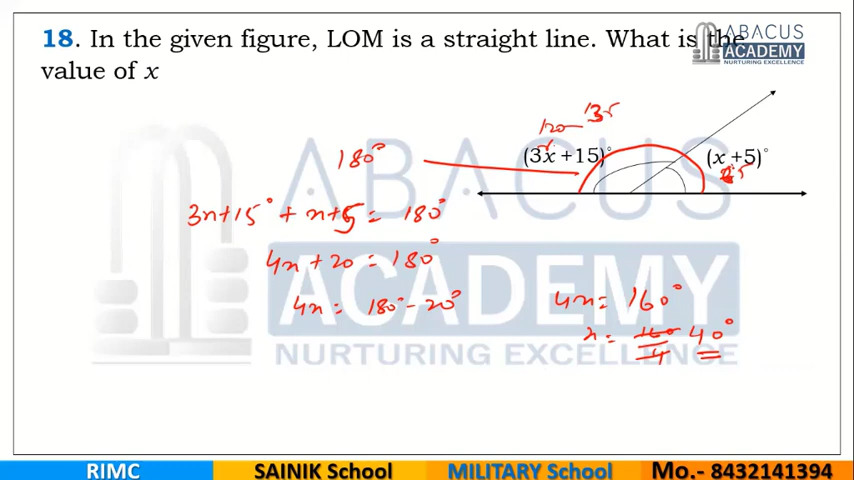 18. In the given figure, LOM is a straight line. What is the
value of x
ABACUS
ACADEMY
NURTURING EXCELLENCE
120 135
(3x +15)°
(x +5)°
45
180°
3x+15° + x+5 = 180°
4x + 20 = 180°
4x = 180° - 20°
4x = 160°
x = 160/4 40°
ABACUS
ACADEMY
NURTURING EXCELLENCE
RIMC SAINIK School MILITARY School Mo.- 8432141394